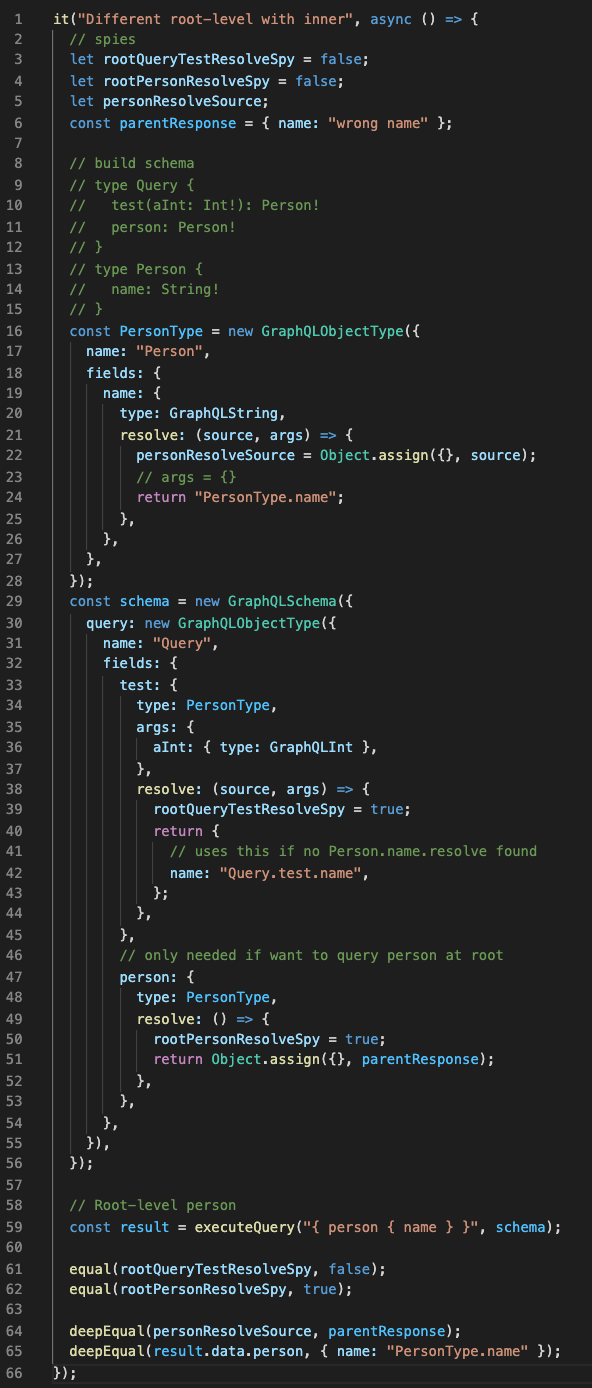 1 it("Different root-level with inner", async () => {
2   // spies
3   let rootQueryTestResolveSpy = false;
4   let rootPersonResolveSpy = false;
5   let personResolveSource;
6   const parentResponse = { name: "wrong name" };
7
8   // build schema
9   // type Query {
10   //   test(aInt: Int!): Person!
11   //   person: Person!
12   // }
13   // type Person {
14   //   name: String!
15   // }
16   const PersonType = new GraphQLObjectType({
17     name: "Person",
18     fields: {
19       name: {
20         type: GraphQLString,
21         resolve: (source, args) => {
22           personResolveSource = Object.assign({}, source);
23           // args = {}
24           return "PersonType.name";
25         },
26       },
27     },
28   });
29   const schema = new GraphQLSchema({
30     query: new GraphQLObjectType({
31       name: "Query",
32       fields: {
33         test: {
34           type: PersonType,
35           args: {
36             aInt: { type: GraphQLInt },
37           },
38           resolve: (source, args) => {
39             rootQueryTestResolveSpy = true;
40             return {
41               // uses this if no Person.name.resolve found
42               name: "Query.test.name",
43             };
44           },
45         },
46         // only needed if want to query person at root
47         person: {
48           type: PersonType,
49           resolve: () => {
50             rootPersonResolveSpy = true;
51             return Object.assign({}, parentResponse);
52           },
53         },
54       },
55     }),
56   });
57
58   // Root-level person
59   const result = executeQuery("{ person { name } }", schema);
60
61   equal(rootQueryTestResolveSpy, false);
62   equal(rootPersonResolveSpy, true);
63
64   deepEqual(personResolveSource, parentResponse);
65   deepEqual(result.data.person, { name: "PersonType.name" });
66 });